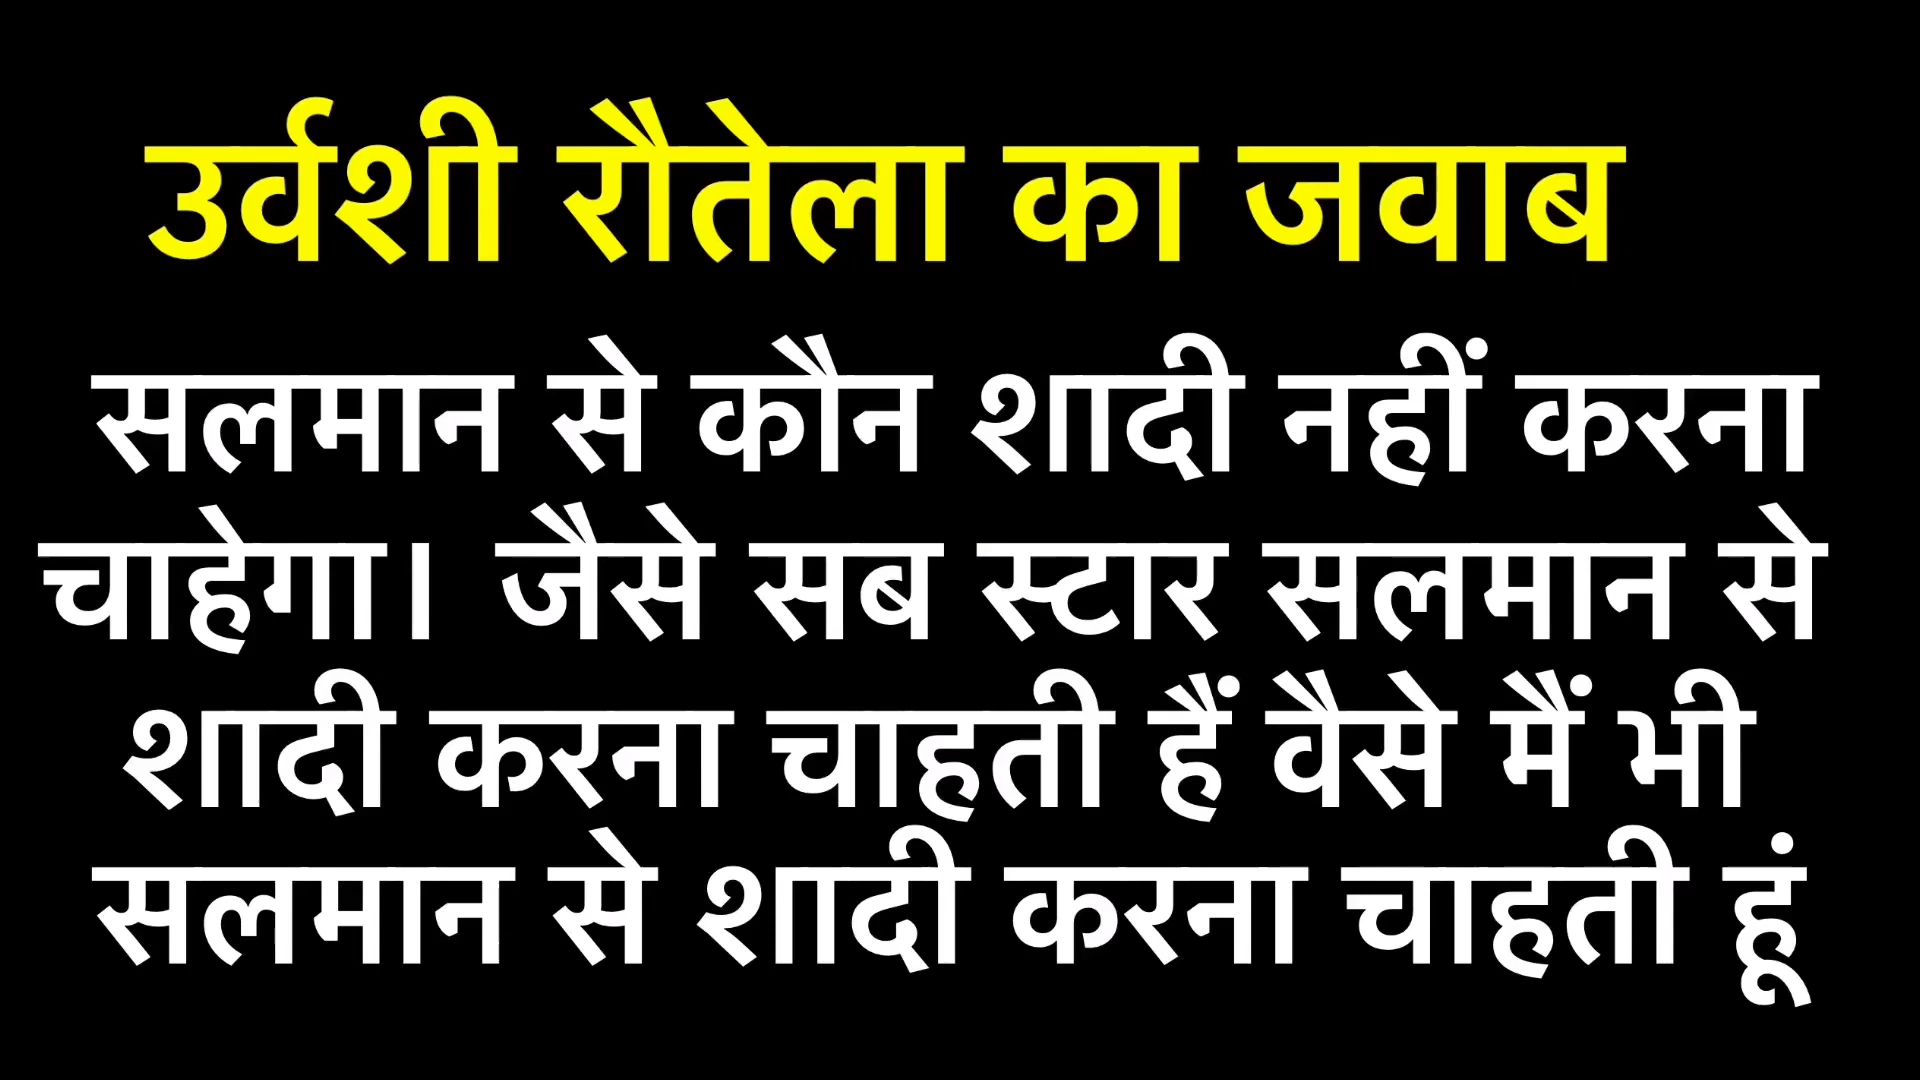 उर्वशी रौतेला का जवाब
सलमान से कौन शादी नहीं करना
चाहेगा। जैसे सब स्टार सलमान से
शादी करना चाहती हैं वैसे मैं भी
सलमान से शादी करना चाहती हूं